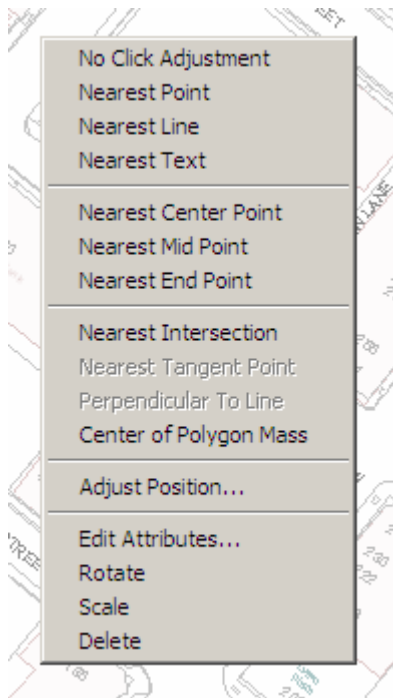 No Click Adjustment
Nearest Point
Nearest Line
Nearest Text
Nearest Center Point
Nearest Mid Point
Nearest End Point
Nearest Intersection
Nearest Tangent Point
Perpendicular To Line
Center of Polygon Mass
Adjust Position...
Edit Attributes...
Rotate
Scale
Delete
LANE